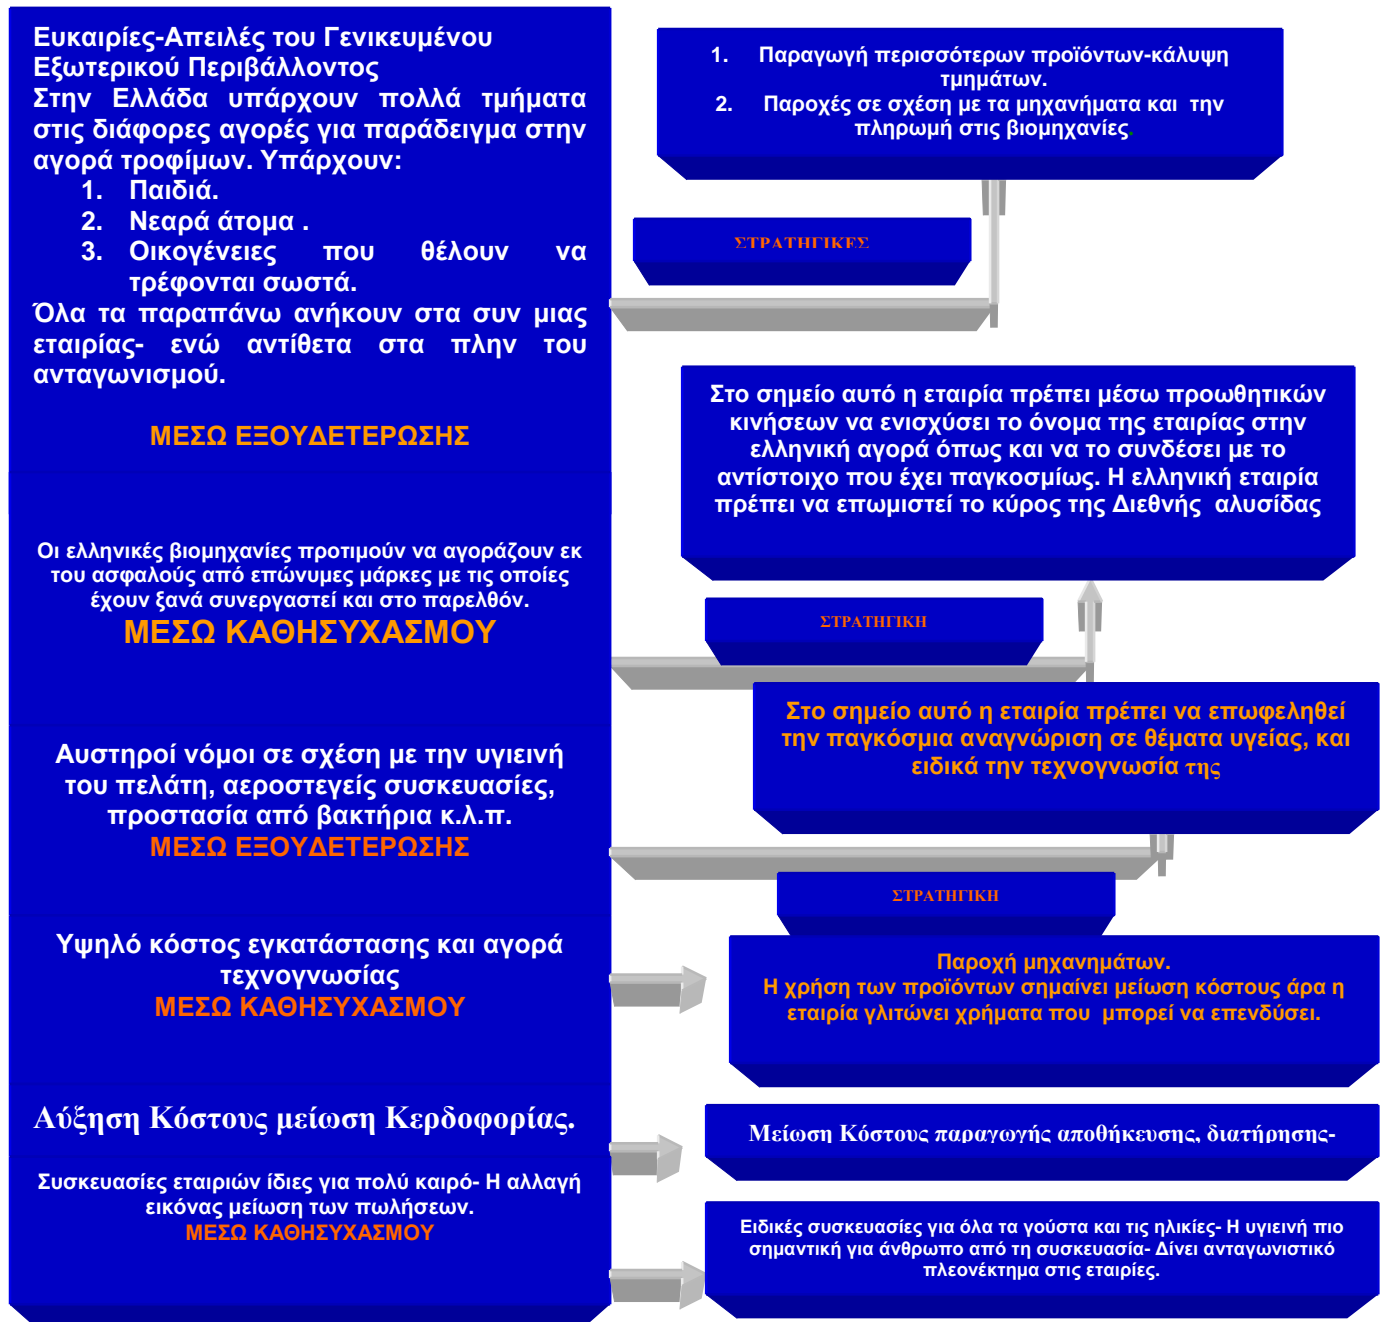 Ευκαιρίες-Απειλές του Γενικευμένου
Εξωτερικού Περιβάλλοντος
Στην Ελλάδα υπάρχουν πολλά τμήματα
στις διάφορες αγορές για παράδειγμα στην
αγορά τροφίμων. Υπάρχουν:
1. Παιδιά.
2. Νεαρά άτομα .
3. Οικογένειες που θέλουν να
τρέφονται σωστά.
Όλα τα παραπάνω ανήκουν στα συν μιας
εταιρίας- ενώ αντίθετα στα πλην του
ανταγωνισμού.
ΜΕΣΩ ΕΞΟΥΔΕΤΕΡΩΣΗΣ
1. Παραγωγή περισσότερων προϊόντων-κάλυψη
τμημάτων.
2. Παροχές σε σχέση με τα μηχανήματα και την
πληρωμή στις βιομηχανίες.
ΣΤΡΑΤΗΓΙΚΕΣ
Οι ελληνικές βιομηχανίες προτιμούν να αγοράζουν εκ
του ασφαλούς από επώνυμες μάρκες με τις οποίες
έχουν ξανά συνεργαστεί και στο παρελθόν.
ΜΕΣΩ ΚΑΘΗΣΥΧΑΣΜΟΥ
Στο σημείο αυτό η εταιρία πρέπει μέσω προωθητικών
κινήσεων να ενισχύσει το όνομα της εταιρίας στην
ελληνική αγορά όπως και να το συνδέσει με το
αντίστοιχο που έχει παγκοσμίως. Η ελληνική εταιρία
πρέπει να επωμιστεί το κύρος της Διεθνής αλυσίδας
ΣΤΡΑΤΗΓΙΚΗ
Αυστηροί νόμοι σε σχέση με την υγιεινή
του πελάτη, αεροστεγείς συσκευασίες,
προστασία από βακτήρια κ.λ.π.
ΜΕΣΩ ΕΞΟΥΔΕΤΕΡΩΣΗΣ
Στο σημείο αυτό η εταιρία πρέπει να επωφεληθεί
την παγκόσμια αναγνώριση σε θέματα υγείας, και
ειδικά την τεχνογνωσία της
ΣΤΡΑΤΗΓΙΚΗ
Υψηλό κόστος εγκατάστασης και αγορά
τεχνογνωσίας
ΜΕΣΩ ΚΑΘΗΣΥΧΑΣΜΟΥ
Παροχή μηχανημάτων.
Η χρήση των προϊόντων σημαίνει μείωση κόστους άρα η
εταιρία γλιτώνει χρήματα που μπορεί να επενδύσει.
Αύξηση Κόστους μείωση Κερδοφορίας.
Μείωση Κόστους παραγωγής αποθήκευσης, διατήρησης-
Συσκευασίες εταιριών ίδιες για πολύ καιρό- Η αλλαγή
εικόνας μείωση των πωλήσεων.
ΜΕΣΩ ΚΑΘΗΣΥΧΑΣΜΟΥ
Ειδικές συσκευασίες για όλα τα γούστα και τις ηλικίες- Η υγιεινή πιο
σημαντική για άνθρωπο από τη συσκευασία- Δίνει ανταγωνιστικό
πλεονέκτημα στις εταιρίες.